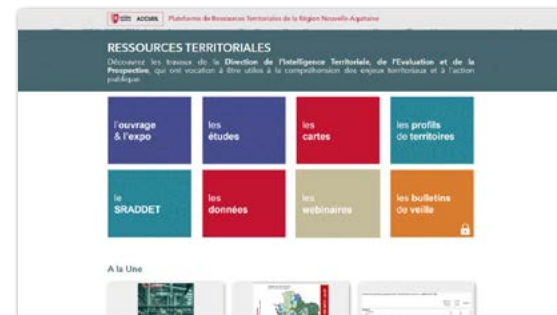 ACCUEIL Plateforme de Ressources Territoriales de la Région Nouvelle-Aquitaine
RESSOURCES TERRITORIALES
Découvrez les travaux de la Direction de l'Intelligence Territoriale, de l'Evaluation et de la
Prospective, qui ont vocation à être utiles à la compréhension des enjeux territoriaux et à l'action
publique.
l'ouvrage
& l'expo
les
études
les
cartes
les profils
de territoires
le
SRADDET
les
données
les
webinaires
les bulletins
de veille
A la Une